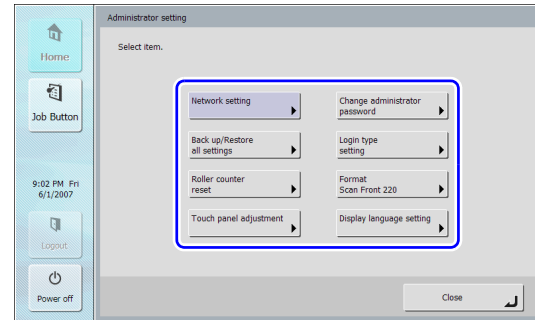 Administrator setting
Select item.
Home
Job Button
9:02 PM Fri
6/1/2007
Logout
Power off
Network setting
Change administrator
password
Back up/Restore
all settings
Login type
setting
Roller counter
reset
Format
Scan Front 220
Touch panel adjustment
Display language setting
Close